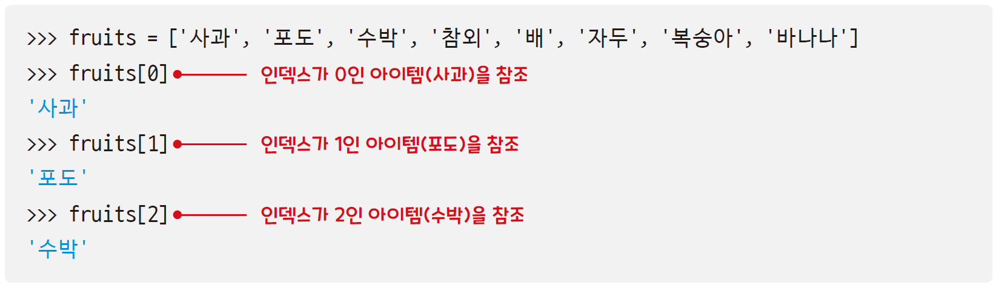 >>> fruits = ['사과', '포도', '수박', '참외', '배', '자두', '복숭아', '바나나']
>>> fruits[0] 인덱스가 0인 아이템(사과)을 참조
'사과'
>>> fruits[1] 인덱스가 1인 아이템(포도)을 참조
'포도'
>>> fruits[2] 인덱스가 2인 아이템(수박)을 참조
'수박'